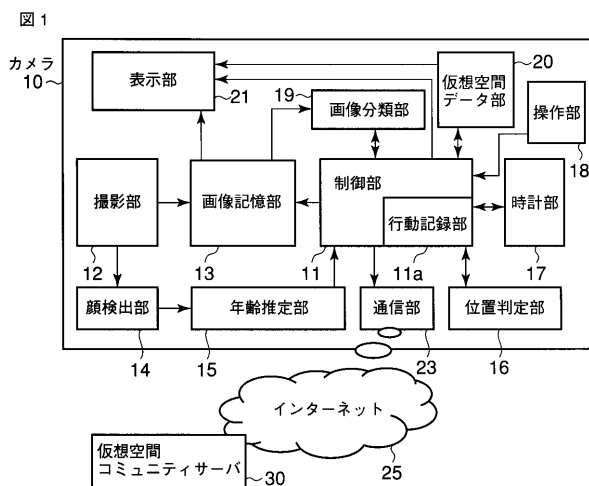 図1
カメラ
10
表示部
21
19
画像分類部
20
仮想空間
データ部
操作部
18
撮影部
12
画像記憶部
13
制御部
11
行動記録部
11a
時計部
17
顔検出部
14
年齢推定部
15
通信部
23
位置判定部
16
インターネット
25
仮想空間
コミュニティサーバ
30